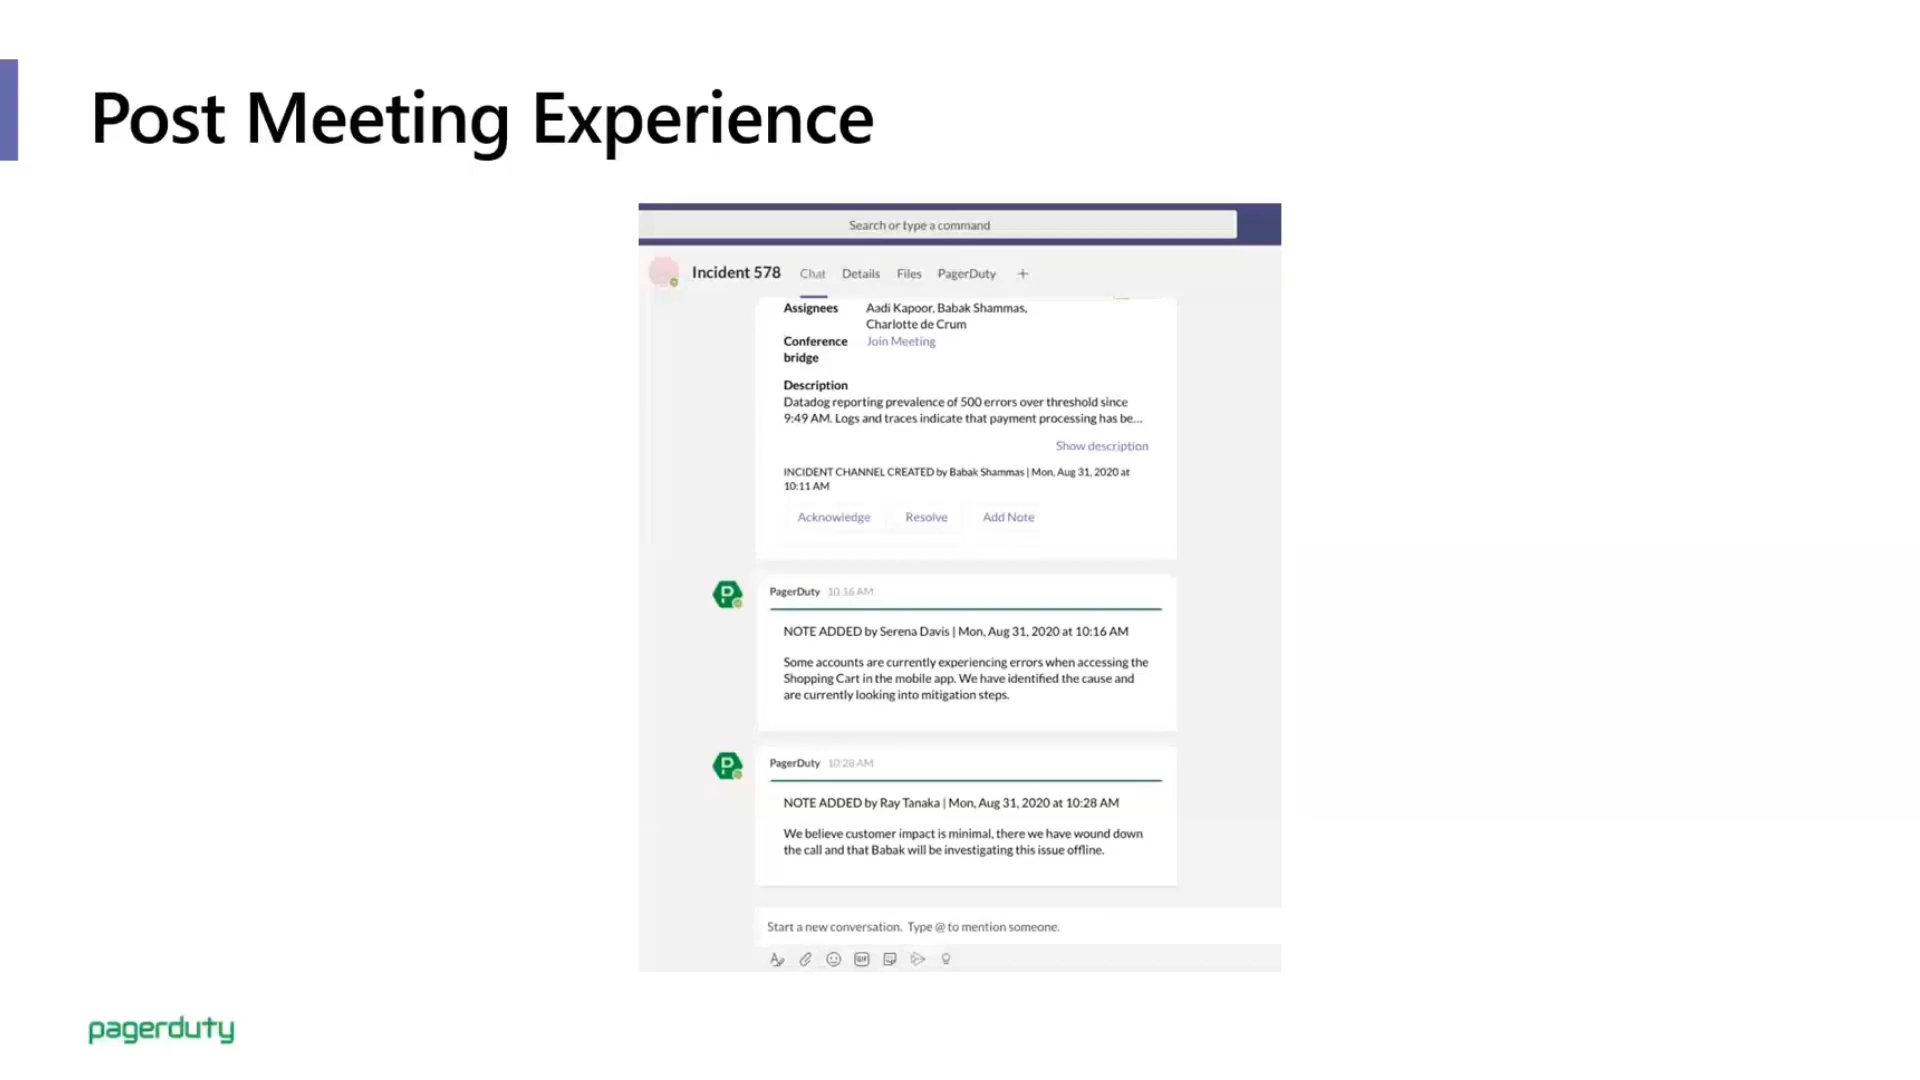 Post Meeting Experience
Search or type a command
Incident 578 Chat Details Files PagerDuty +
Assignees Aadi Kapoor, Babak Shammas,
Charlotte de Crum
Conference Join Meeting
bridge
Description
Datadog reporting prevalence of 500 errors over threshold since
9:49 AM. Logs and traces indicate that payment processing has be...
Show description
INCIDENT CHANNEL CREATED by Babak Shammas | Mon, Aug 31, 2020 at
10:11 AM
Acknowledge Resolve Add Note
PagerDuty 10:16 AM
NOTE ADDED by Serena Davis | Mon, Aug 31, 2020 at 10:16 AM
Some accounts are currently experiencing errors when accessing the
Shopping Cart in the mobile app. We have identified the cause and
are currently looking into mitigation steps.
PagerDuty 10:28 AM
NOTE ADDED by Ray Tanaka | Mon, Aug 31, 2020 at 10:28 AM
We believe customer impact is minimal, there we have wound down
the call and that Babak will be investigating this issue offline.
Start a new conversation. Type @ to mention someone.
GIF
pagerduty